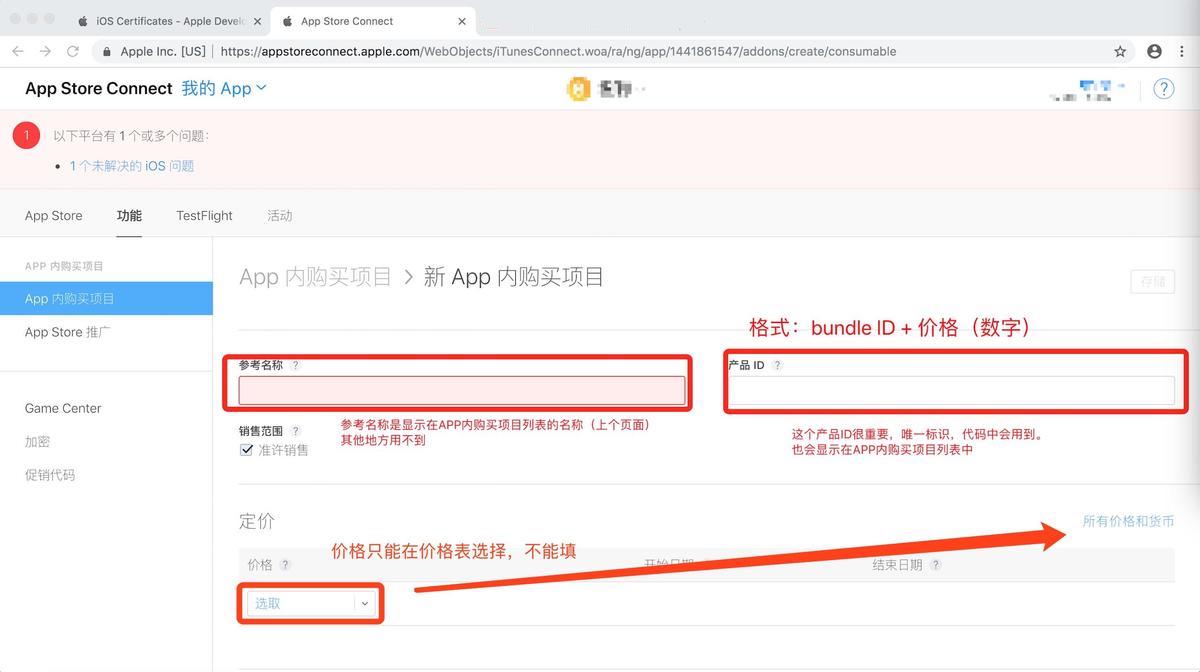 iOS Certificates - Apple Develo
App Store Connect
Apple Inc. [US] | https://appstoreconnect.apple.com/WebObjects/iTunesConnect.woa/ra/ng/app/1441861547/addons/create/consumable
App Store Connect 我的 App
?
1
以下平台有 1 个或多个问题：
• 1 个未解决的 iOS 问题
App Store 功能 TestFlight 活动
APP 内购买项目
App 内购买项目
App Store 推广
Game Center
加密
促销代码
App 内购买项目 > 新 App 内购买项目
存储
格式：bundle ID + 价格（数字）
参考名称 ?
产品 ID ?
参考名称是显示在APP内购买项目列表的名称（上个页面）
其他地方用不到
这个产品ID很重要，唯一标识，代码中会用到。
也会显示在APP内购买项目列表中
销售范围 ?
准许销售
定价
所有价格和货币
价格只能在价格表选择，不能填
价格 ?
开始日期
结束日期 ?
选取